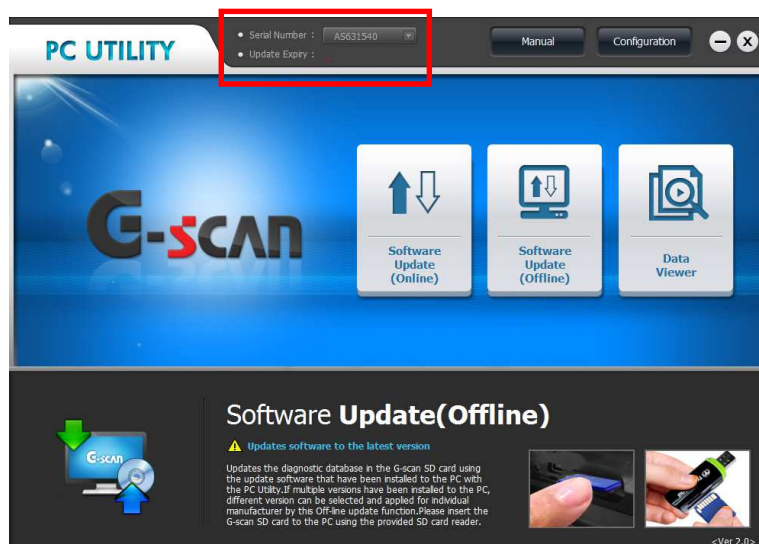 PC UTILITY
Serial Number : AS631540
Update Expiry :
Manual
Configuration
G-scan
Software
Update
(Online)
Software
Update
(Offline)
Data
Viewer
G-scan
Software Update(Offline)
Updates software to the latest version
Updates the diagnostic database in the G-scan SD card using
the update software that have been installed to the PC with
the PC Utility.If multiple versions have been installed to the PC,
different version can be selected and applied for individual
manufacturer by this Off-line update function.Please insert the
G-scan SD card to the PC using the provided SD card reader.
<Ver 2.0>